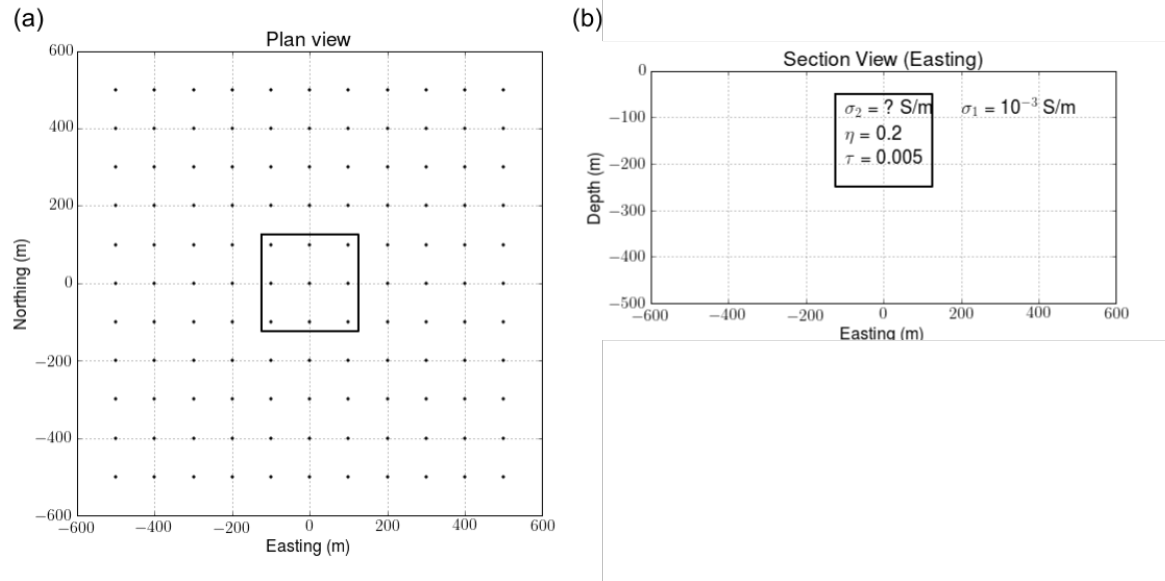 (a)
Plan view
600
400
200
0
−200
−400
−600
Northing (m)
−600 −400 −200 0 200 400 600
Easting (m)
(b)
Section View (Easting)
0
−100
−200
−300
−400
−500
Depth (m)
σ₂ = ? S/m σ₁ = 10⁻³ S/m
η = 0.2
τ = 0.005
−600 −400 −200 0 200 400 600
Easting (m)